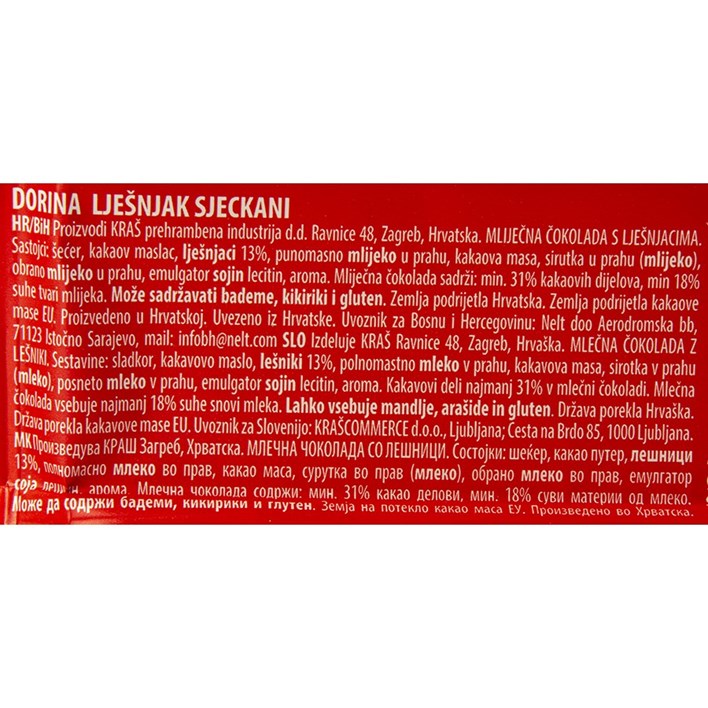 DORINA LJEŠNJAK SJECKANI
HR/BiH Proizvodi KRAŠ prehrambena industrija d.d. Ravnice 48, Zagreb, Hrvatska. MLIJEČNA ČOKOLADA S LJEŠNJACIMA.
Sastojci: šećer, kakaov maslac, lješnjaci 13%, punomasno mlijeko u prahu, kakaova masa, sirutka u prahu (mlijeko),
obrano mlijeko u prahu, emulgator sojin lecitin, aroma. Mliječna čokolada sadrži: min. 31% kakaovih dijelova, min 18%
suhe tvari mlijeka. Može sadržavati bademe, kikiriki i gluten. Zemlja podrijetla Hrvatska. Zemlja podrijetla kakaove
mase EU. Proizvedeno u Hrvatskoj. Uvezeno iz Hrvatske. Uvoznik za Bosnu i Hercegovinu: Nelt doo Aerodromska bb,
71123 Istočno Sarajevo, mail: infobh@nelt.com SLO Izdeluje KRAŠ Ravnice 48, Zagreb, Hrvaška. MLEČNA ČOKOLADA Z
LEŠNIKI. Sestavine: sladkor, kakavovo maslo, lešniki 13%, polnomastno mleko v prahu, kakavova masa, sirotka v prahu
(mleko), posneto mleko v prahu, emulgator sojin lecitin, aroma. Kakavovi deli najmanj 31% v mlečni čokoladi. Mlečna
čokolada vsebuje najmanj 18% suhe snovi mleka. Lahko vsebuje mandlje, arašide in gluten. Država porekla Hrvaška.
Država porekla kakavove mase EU. Uvoznik za Slovenijo: KRAŠCOMMERCE d.o.o., Ljubljana; Cesta na Brdo 85, 1000 Ljubljana.
МК Произведува КРАШ Загреб, Хрватска. МЛЕЧНА ЧОКОЛАДА СО ЛЕШНИЦИ. Состојки: шеќер, какао путер, лешници
13%, полномасно млеко во прав, какао маса, сурутка во прав (млеко), обрано млеко во прав, емулгатор
соја лецитин, арома. Млечна чоколада содржи: мин. 31% какао делови, мин. 18% суви материи од млеко.
Може да содржи бадеми, кикирики и глутен. Земја на потекло какао маса ЕУ. Произведено во Хрватска.